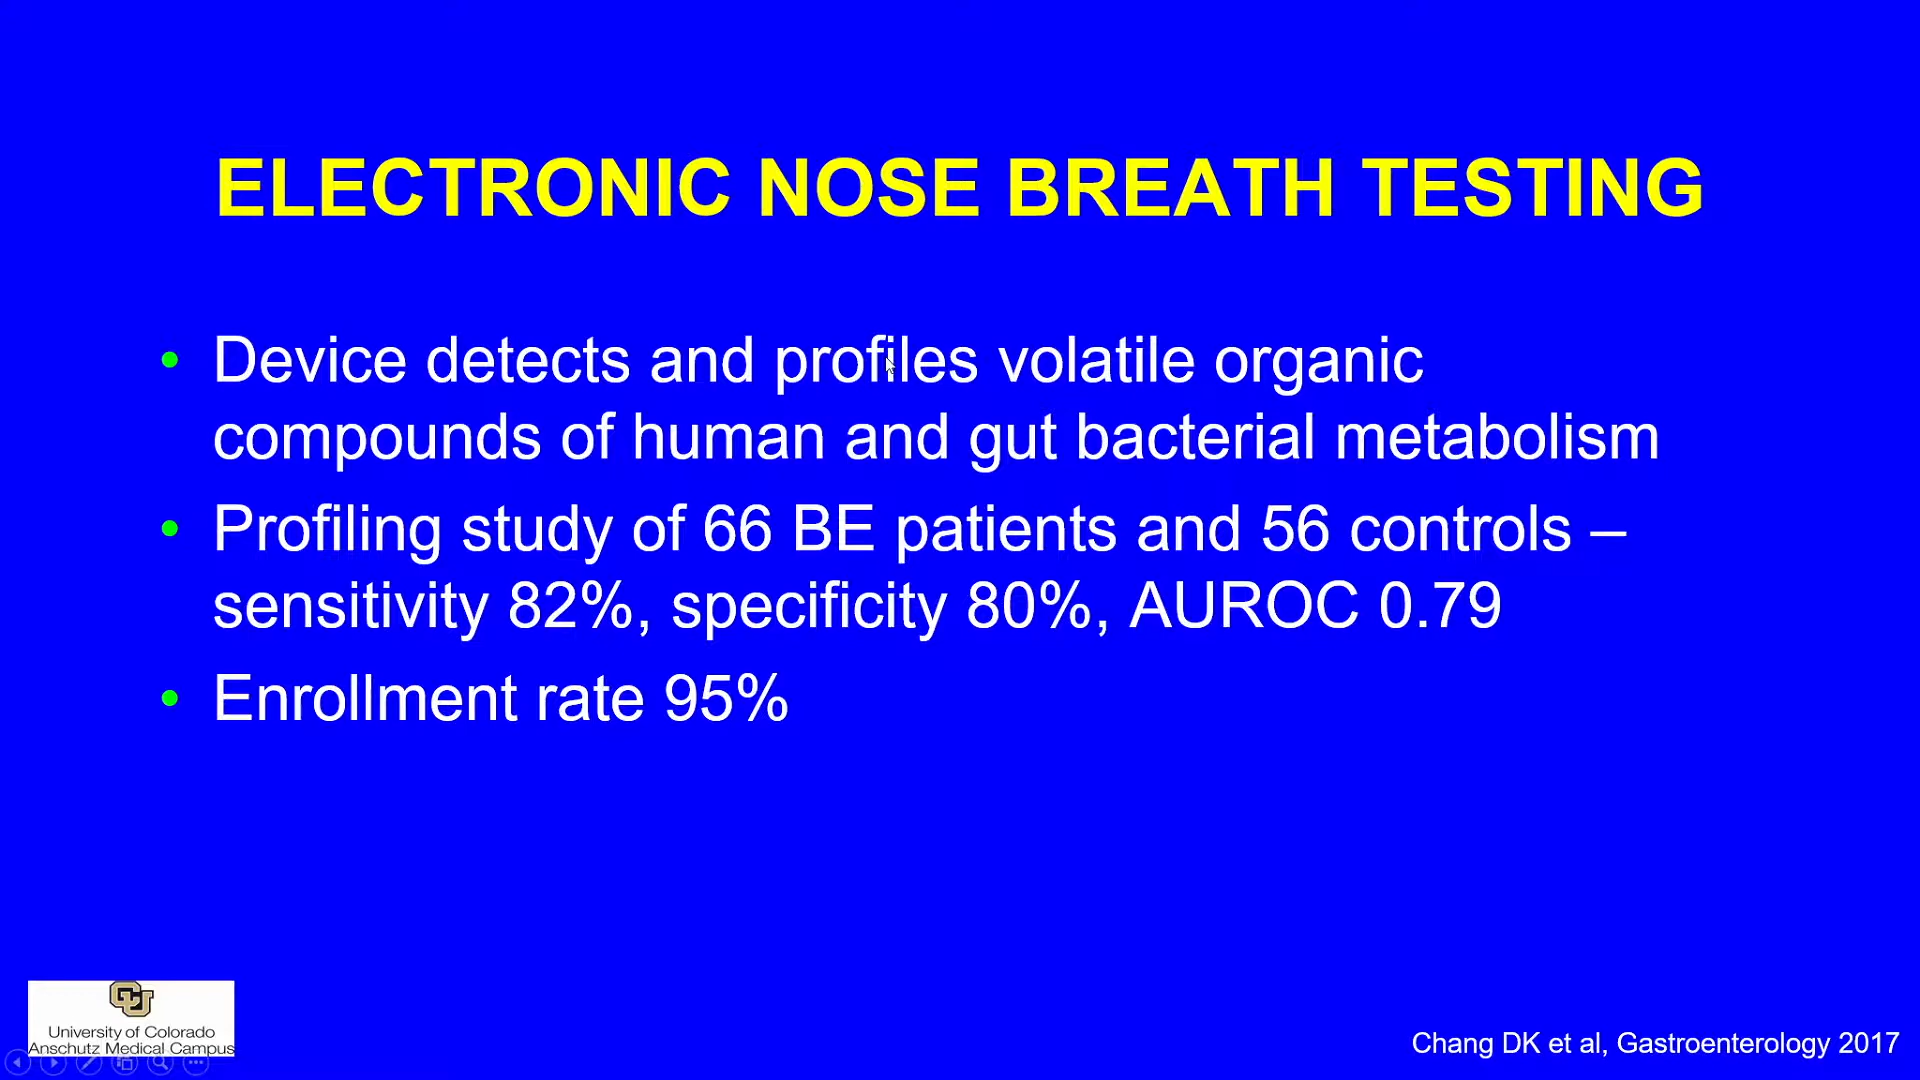 ELECTRONIC NOSE BREATH TESTING
• Device detects and profiles volatile organic
compounds of human and gut bacterial metabolism
• Profiling study of 66 BE patients and 56 controls –
sensitivity 82%, specificity 80%, AUROC 0.79
• Enrollment rate 95%
CU
University of Colorado
Anschutz Medical Campus
Chang DK et al, Gastroenterology 2017